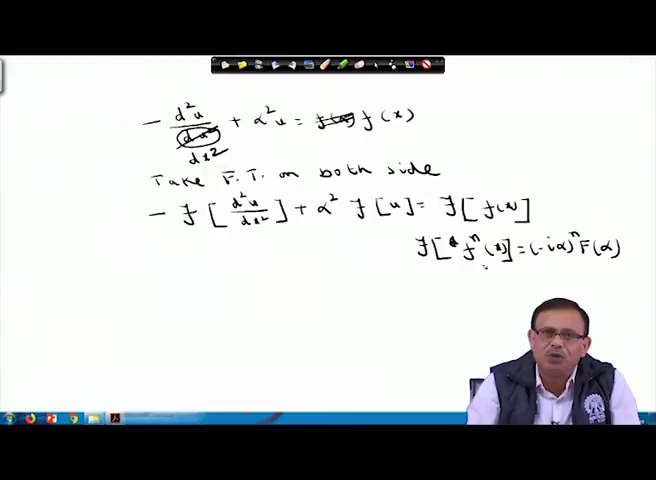 - d²u/dx² + α²u = f(x)
Take F.T. on both side
- F[d²u/dx²] + α² F[u] = F[f(x)]
F[fⁿ(x)] = (-iα)ⁿ F(α)